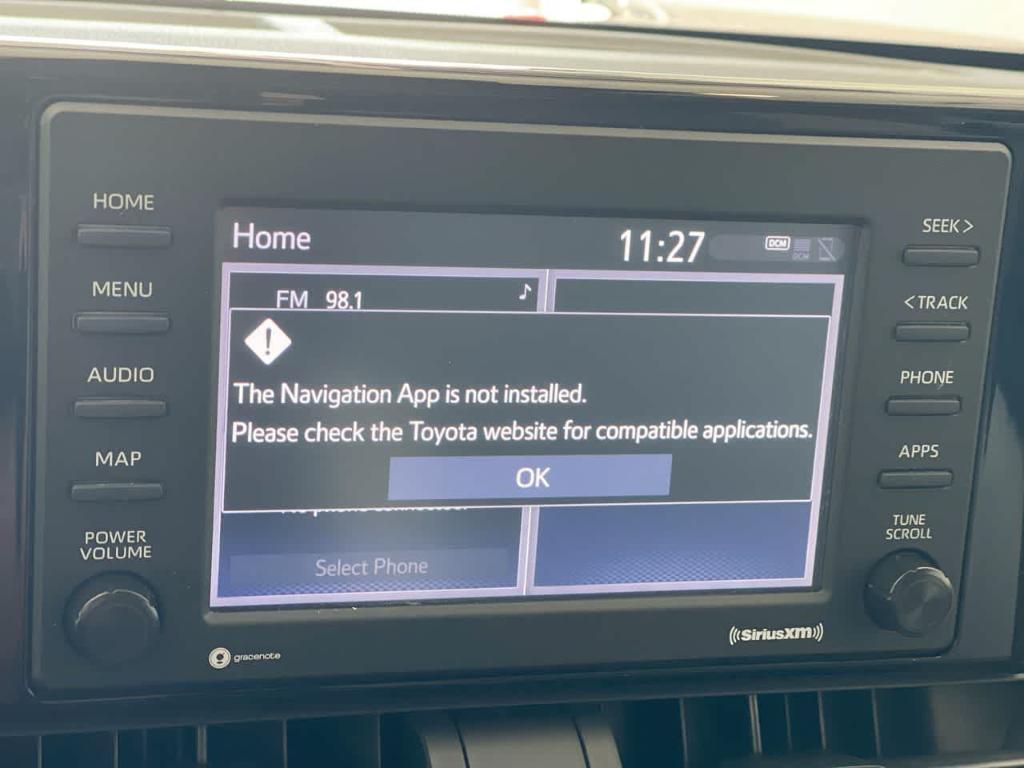 HOME
MENU
AUDIO
MAP
POWER
VOLUME
Home
11:27
DCM
DCM
FM 98.1
The Navigation App is not installed.
Please check the Toyota website for compatible applications.
OK
Select Phone
SEEK >
< TRACK
PHONE
APPS
TUNE
SCROLL
gracenote
SiriusXM